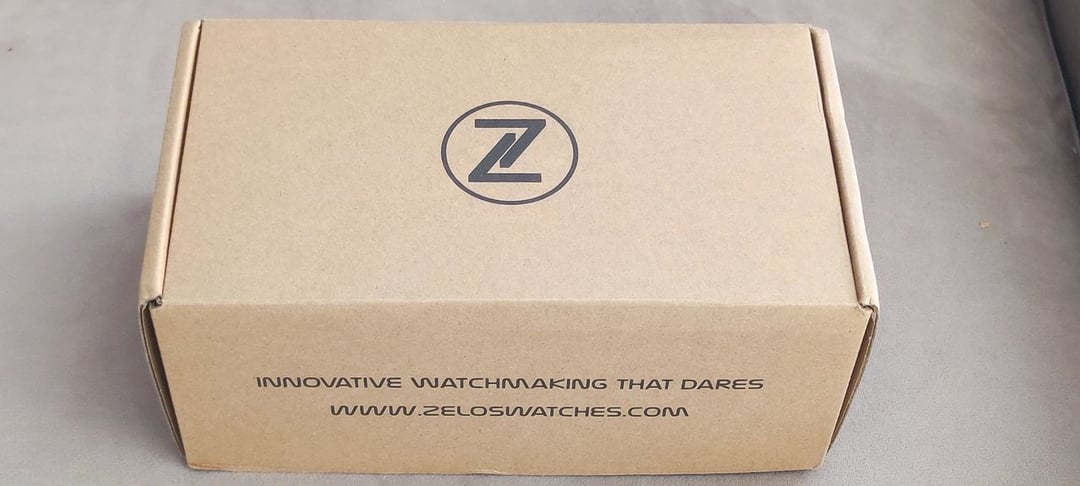 Z
INNOVATIVE WATCHMAKING THAT DARES
WWW.ZELOSWATCHES.COM